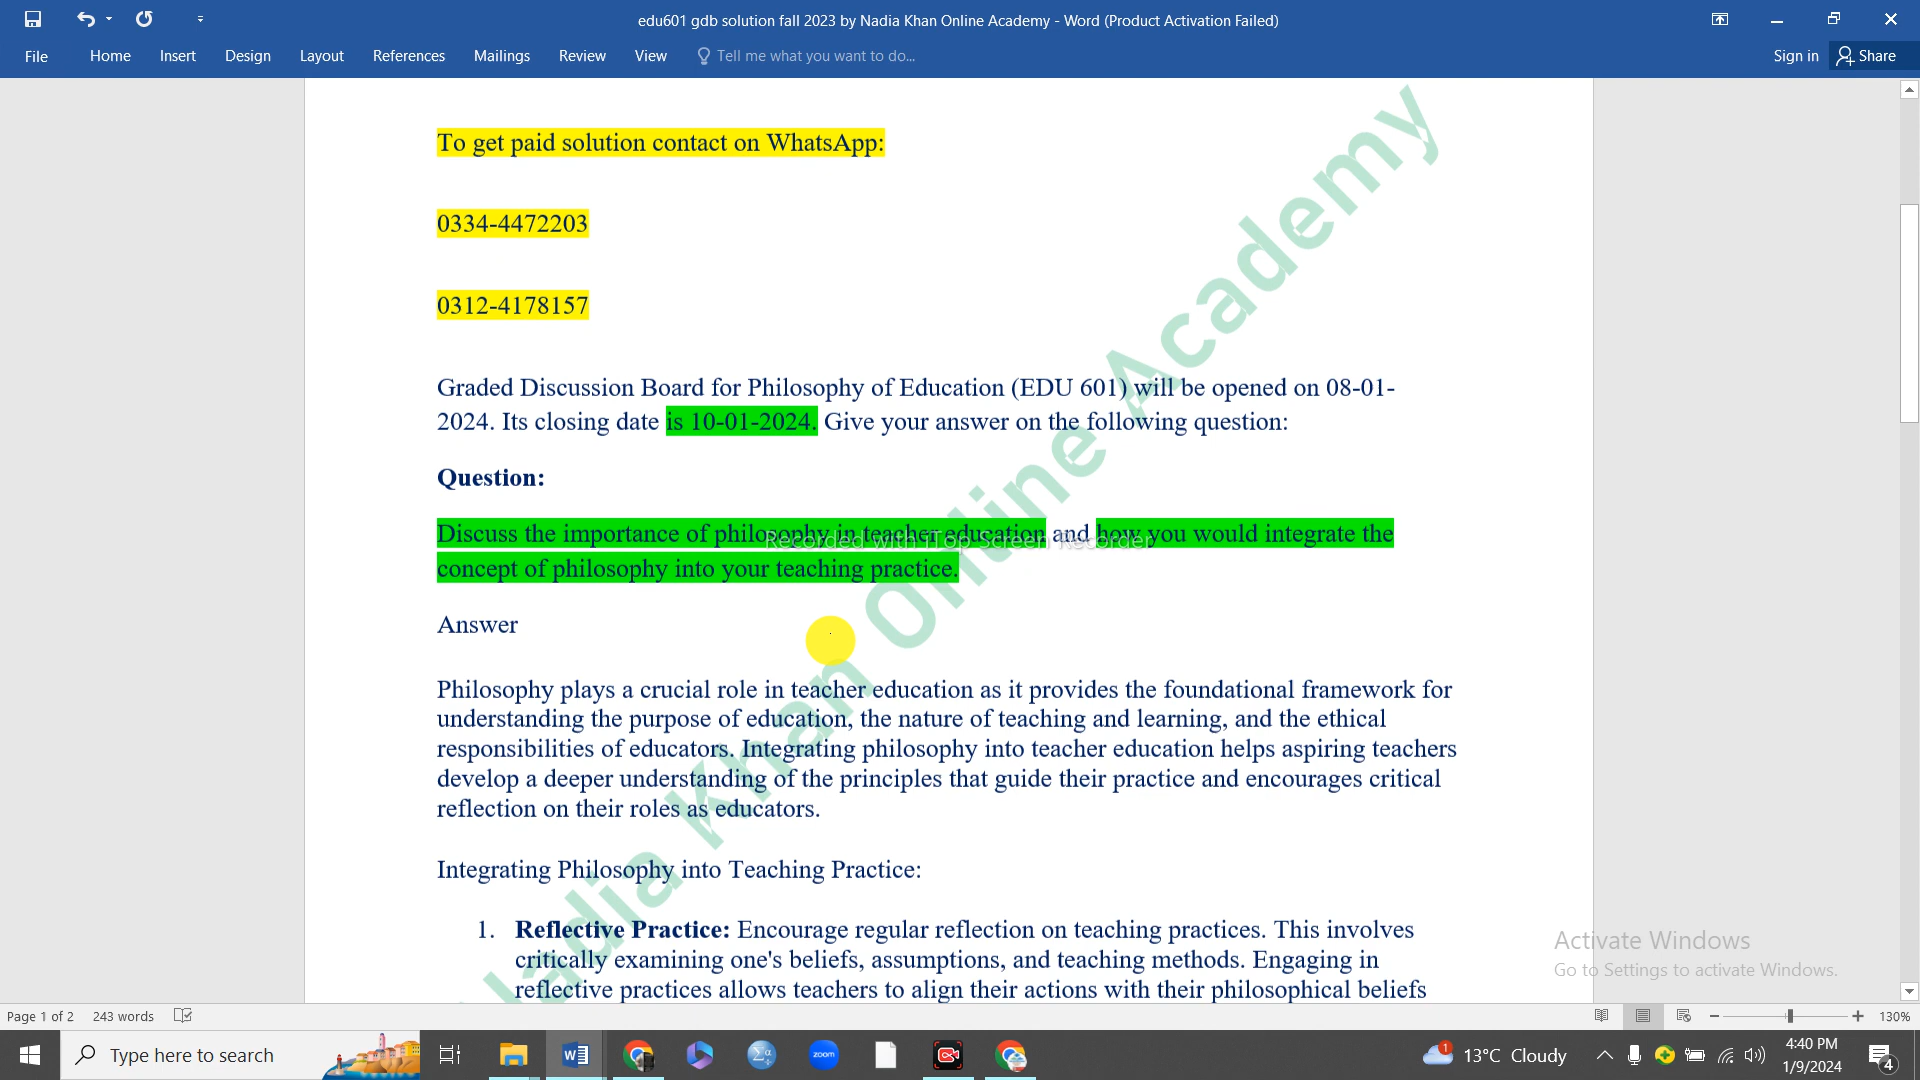 edu601 gdb solution fall 2023 by Nadia Khan Online Academy - Word (Product Activation Failed)
File Home Insert Design Layout References Mailings Review View Tell me what you want to do... Sign in Share
To get paid solution contact on WhatsApp:
0334-4472203
0312-4178157
Graded Discussion Board for Philosophy of Education (EDU 601) will be opened on 08-01-
2024. Its closing date is 10-01-2024. Give your answer on the following question:
Question:
Discuss the importance of philosophy in teacher education and how you would integrate the
Recorded with iTop Screen Recorder
concept of philosophy into your teaching practice.
Answer
Philosophy plays a crucial role in teacher education as it provides the foundational framework for
understanding the purpose of education, the nature of teaching and learning, and the ethical
responsibilities of educators. Integrating philosophy into teacher education helps aspiring teachers
develop a deeper understanding of the principles that guide their practice and encourages critical
reflection on their roles as educators.
Integrating Philosophy into Teaching Practice:
1. Reflective Practice: Encourage regular reflection on teaching practices. This involves
critically examining one's beliefs, assumptions, and teaching methods. Engaging in
reflective practices allows teachers to align their actions with their philosophical beliefs
Nadia Khan Online Academy
Activate Windows
Go to Settings to activate Windows.
Page 1 of 2 243 words 130%
Type here to search zoom 1 13°C Cloudy 4:40 PM
1/9/2024 4